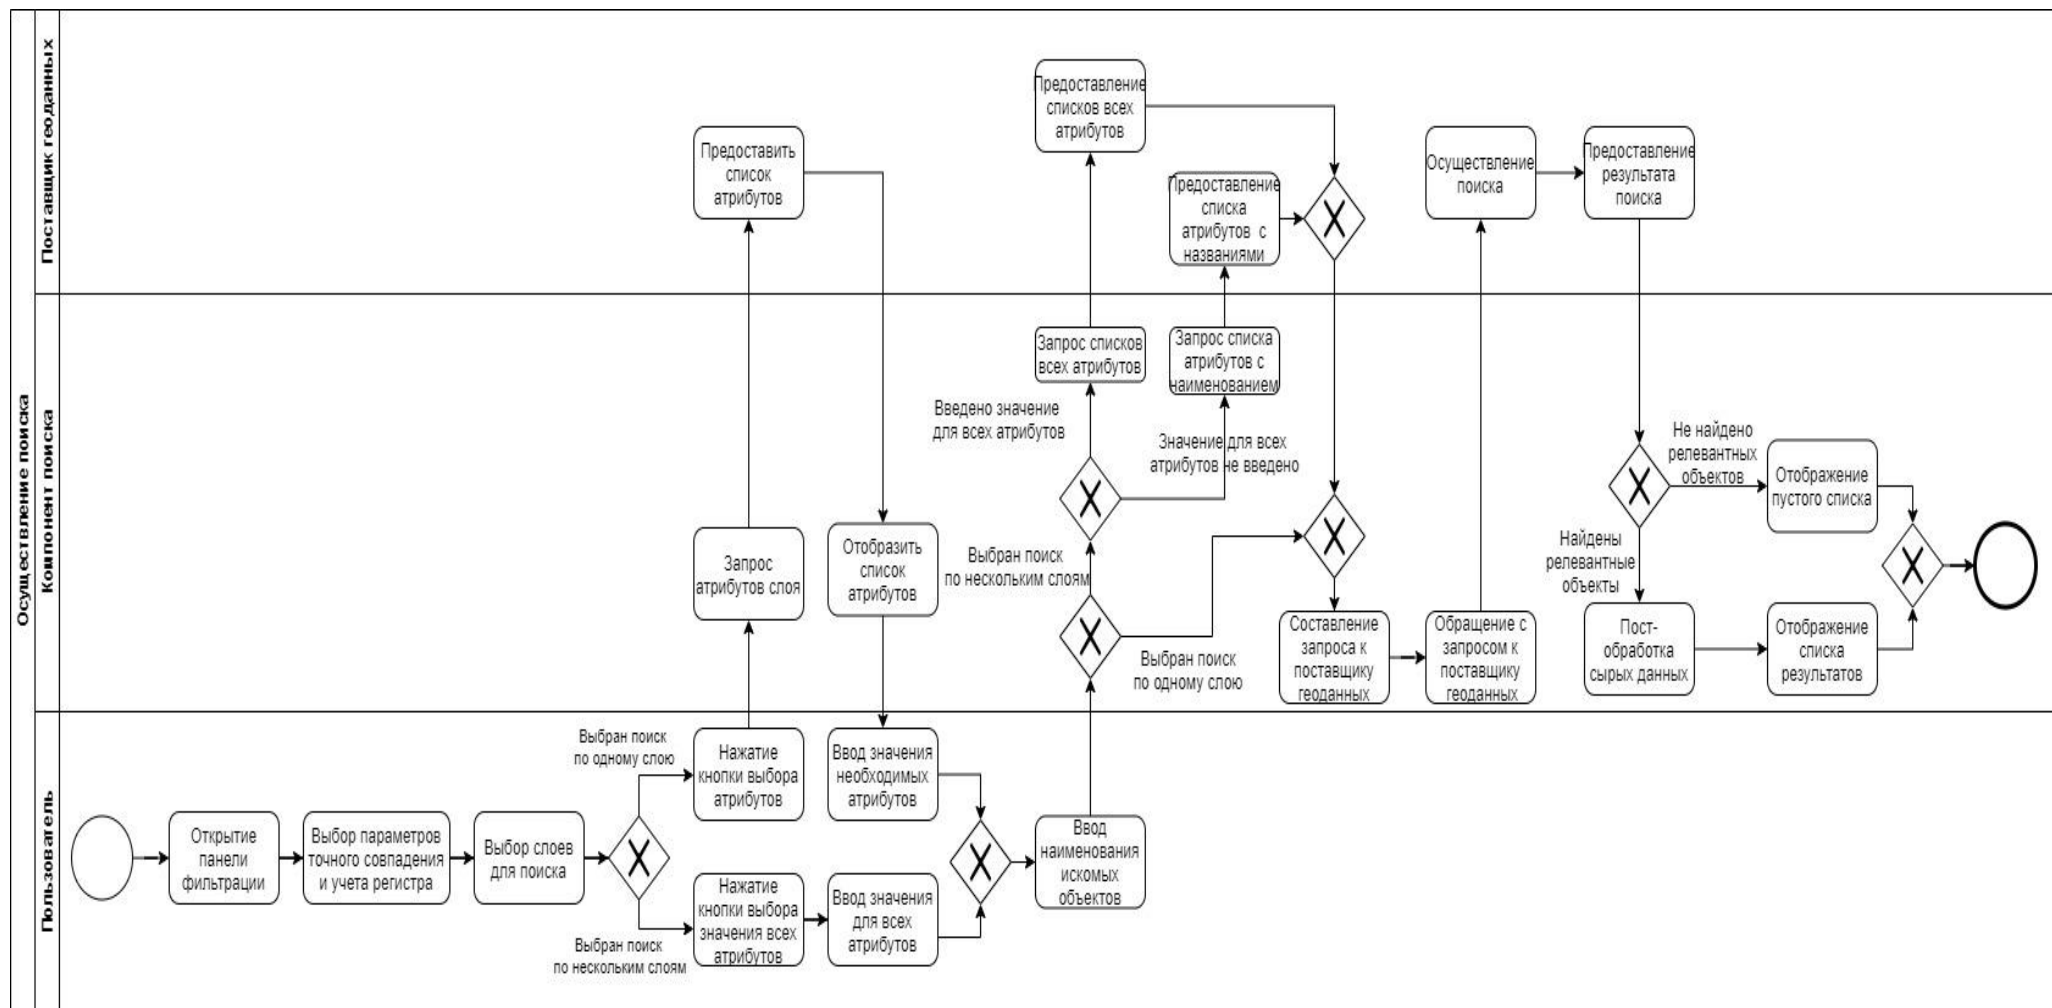 Осуществление поиска
Поставщик геоданных
Предоставить
список
атрибутов
Предоставление
списков всех
атрибутов
Предоставление
списка
атрибутов с
названиями
Осуществление
поиска
Предоставление
результата
поиска
Компонент поиска
Запрос
атрибутов слоя
Отобразить
список
атрибутов
Запрос списков
всех атрибутов
Запрос списка
атрибутов с
наименованием
Введено значение
для всех атрибутов
Значение для всех
атрибутов не введено
Выбран поиск
по нескольким слоям
Выбран поиск
по одному слою
Составление
запроса к
поставщику
геоданных
Обращение с
запросом к
поставщику
геоданных
Не найдено
релевантных
объектов
Отображение
пустого списка
Найдены
релевантные
объекты
Пост-
обработка
сырых данных
Отображение
списка
результатов
Пользователь
Открытие
панели
фильтрации
Выбор параметров
точного совпадения
и учета регистра
Выбор слоев
для поиска
Выбран поиск
по одному слою
Нажатие
кнопки выбора
атрибутов
Ввод значения
необходимых
атрибутов
Выбран поиск
по нескольким слоям
Нажатие
кнопки выбора
значения всех
атрибутов
Ввод значения
для всех
атрибутов
Ввод
наименования
искомых
объектов